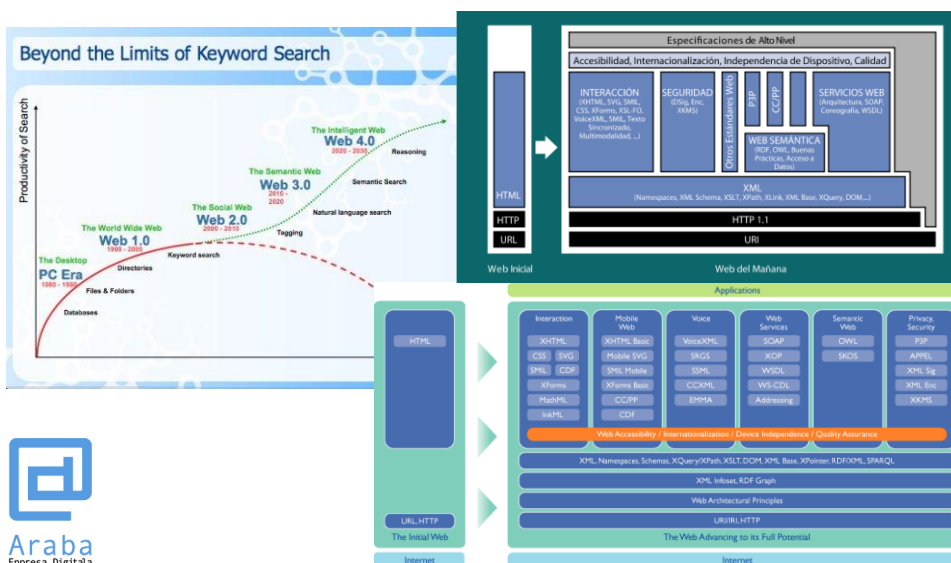 Beyond the Limits of Keyword Search
Productivity of Search
The Intelligent Web
Web 4.0
2020 - 2030
Reasoning
The Semantic Web
Web 3.0
2010 -
2020
Semantic Search
The Social Web
Web 2.0
2000 - 2010
Natural language search
Tagging
The World Wide Web
Web 1.0
1990 - 2000
Keyword search
Directories
The Desktop
PC Era
1980 - 1990
Files & Folders
Databases
HTML
HTTP
URL
Web Inicial
Especificaciones de Alto Nivel
Accesibilidad, Internacionalización, Independencia de Dispositivo, Calidad
INTERACCIÓN
(XHTML, SVG, SMIL,
CSS, XForms, XSL-FO,
VoiceXML, SMIL, Texto
Sincronizado,
Multimodalidad, ...)
SEGURIDAD
(DSig, Enc,
XKMS)
Otros Estándares Web
P3P
CC/PP
SERVICIOS WEB
(Arquitectura, SOAP,
Coreografía, WSDL)
WEB SEMÁNTICA
(RDF, OWL, Buenas
Prácticas, Acceso a
Datos)
XML
(Namespaces, XML Schema, XSLT, XPath, XLink, XML Base, XQuery, DOM,...)
HTTP 1.1
URI
Web del Mañana
HTML
URL, HTTP
The Initial Web
Internet
Applications
Interaction
XHTML
CSS SVG
SMIL CDF
XForms
MathML
InkML
Mobile
Web
XHTML Basic
Mobile SVG
SMIL Mobile
XForms Basic
CC/PP
CDF
Voice
VoiceXML
SRGS
SSML
CCXML
EMMA
Web
Services
SOAP
XOP
WSDL
WS-CDL
Addressing
Semantic
Web
OWL
SKOS
Privacy,
Security
P3P
APPEL
XML Sig
XML Enc
XKMS
Web Accessibility / Internationalization / Device Independence / Quality Assurance
XML, Namespaces, Schemas, XQuery/XPath, XSLT, DOM, XML Base, XPointer, RDF/XML, SPARQL
XML Infoset, RDF Graph
Web Architectural Principles
URI/IRI, HTTP
The Web Advancing to its Full Potential
Internet
Araba
Enpresa Digitala